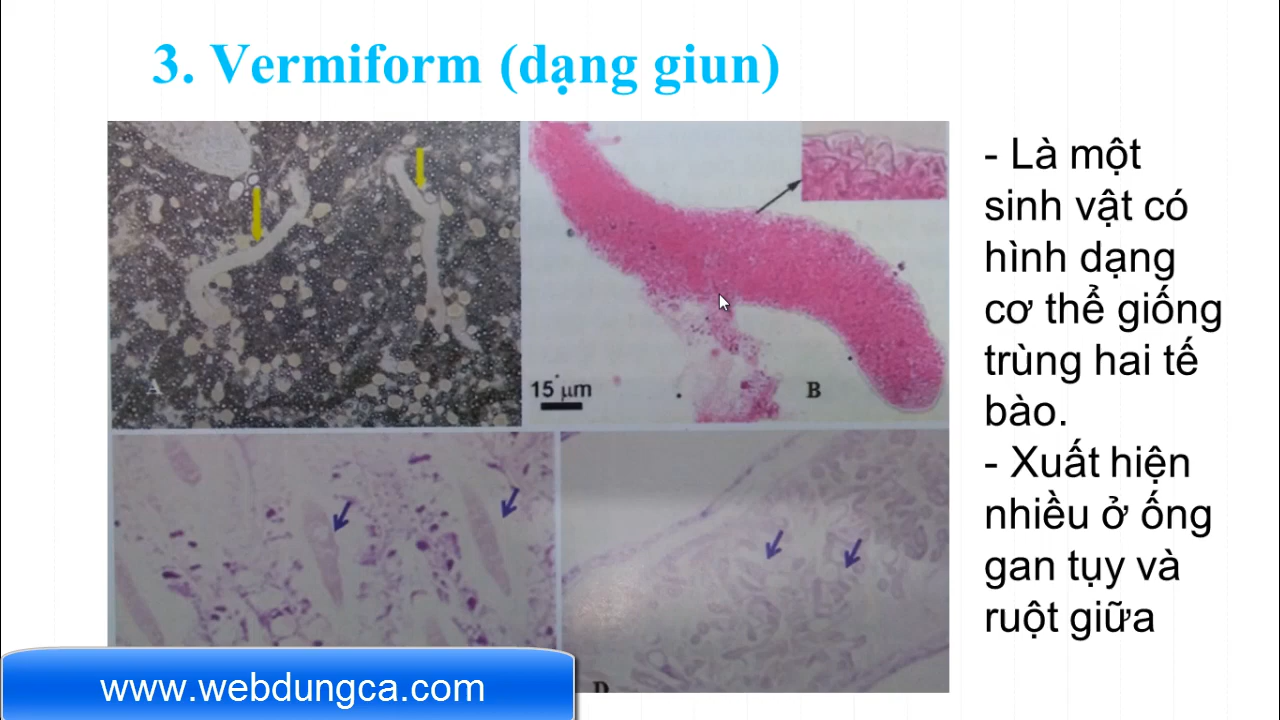 3. Vermiform (dạng giun)
A
15 µm
B
D
- Là một
sinh vật có
hình dạng
cơ thể giống
trùng hai tế
bào.
- Xuất hiện
nhiều ở ống
gan tụy và
ruột giữa
www.webdungca.com